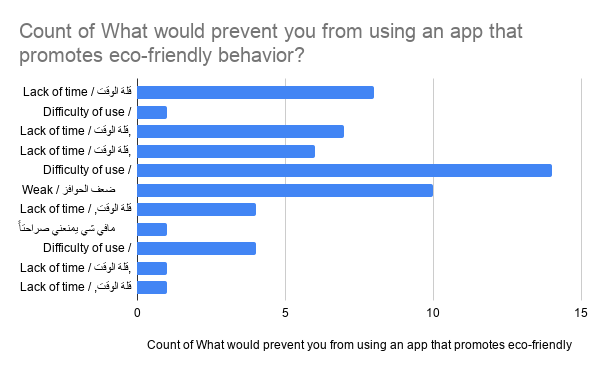 Count of What would prevent you from using an app that
promotes eco-friendly behavior?
Lack of time / قلة الوقت
Difficulty of use /
Lack of time / قلة الوقت,
Lack of time / قلة الوقت,
Difficulty of use /
Weak / ضعف الحوافز
Lack of time / قلة الوقت,
مافي شي يمنعني صراحتاً
Difficulty of use /
Lack of time / قلة الوقت,
Lack of time / قلة الوقت,
0 5 10 15
Count of What would prevent you from using an app that promotes eco-friendly